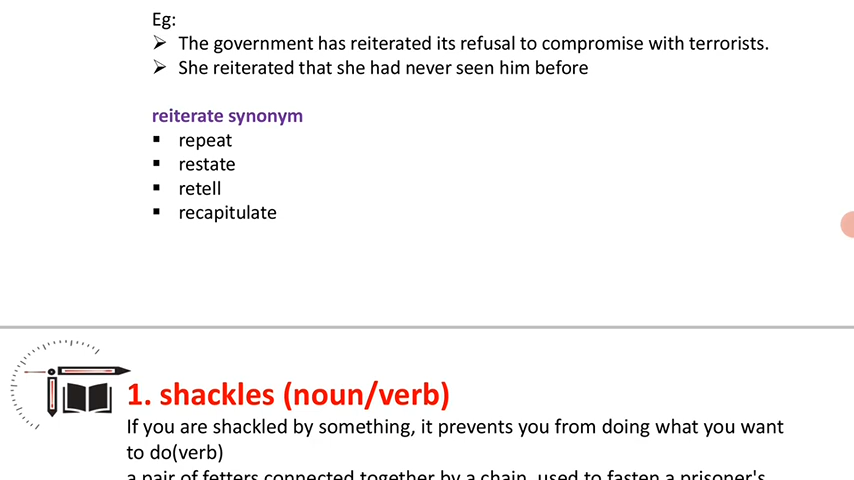 Eg:
➢ The government has reiterated its refusal to compromise with terrorists.
➢ She reiterated that she had never seen him before
reiterate synonym
▪ repeat
▪ restate
▪ retell
▪ recapitulate
1. shackles (noun/verb)
If you are shackled by something, it prevents you from doing what you want
to do(verb)
a pair of fetters connected together by a chain, used to fasten a prisoner's